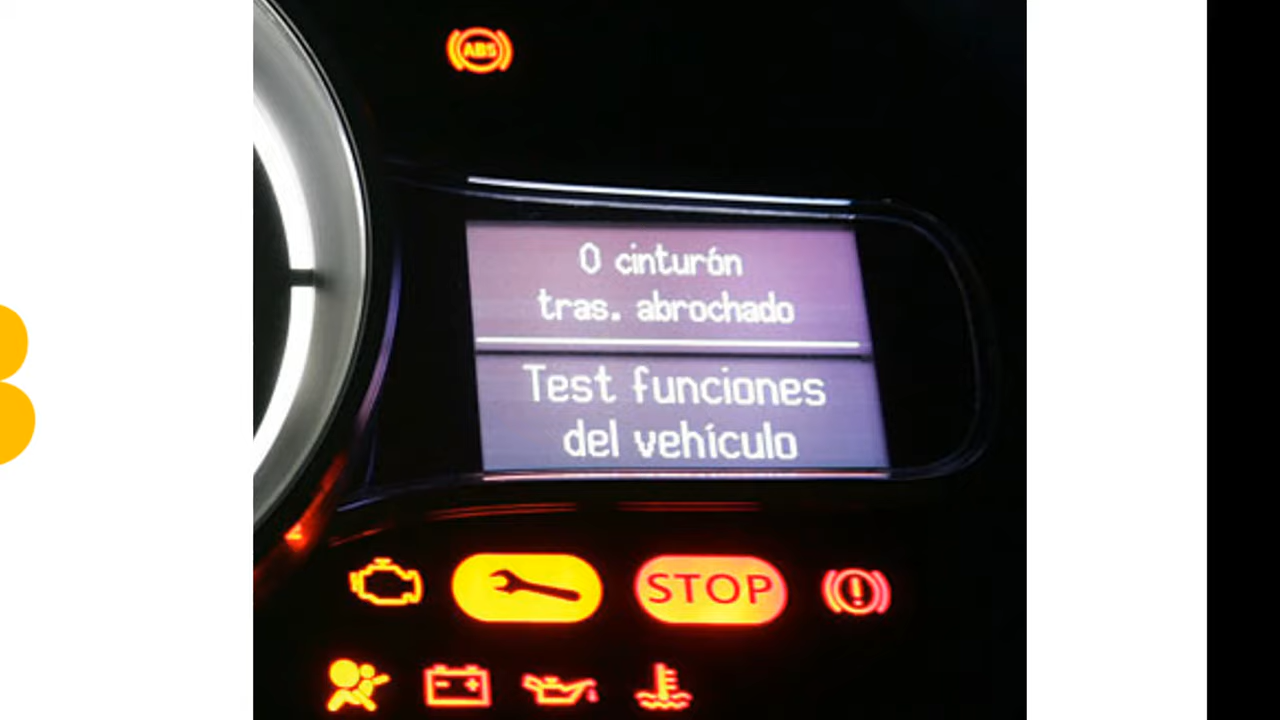 ABS
0 cinturón
tras. abrochado
Test funciones
del vehículo
STOP